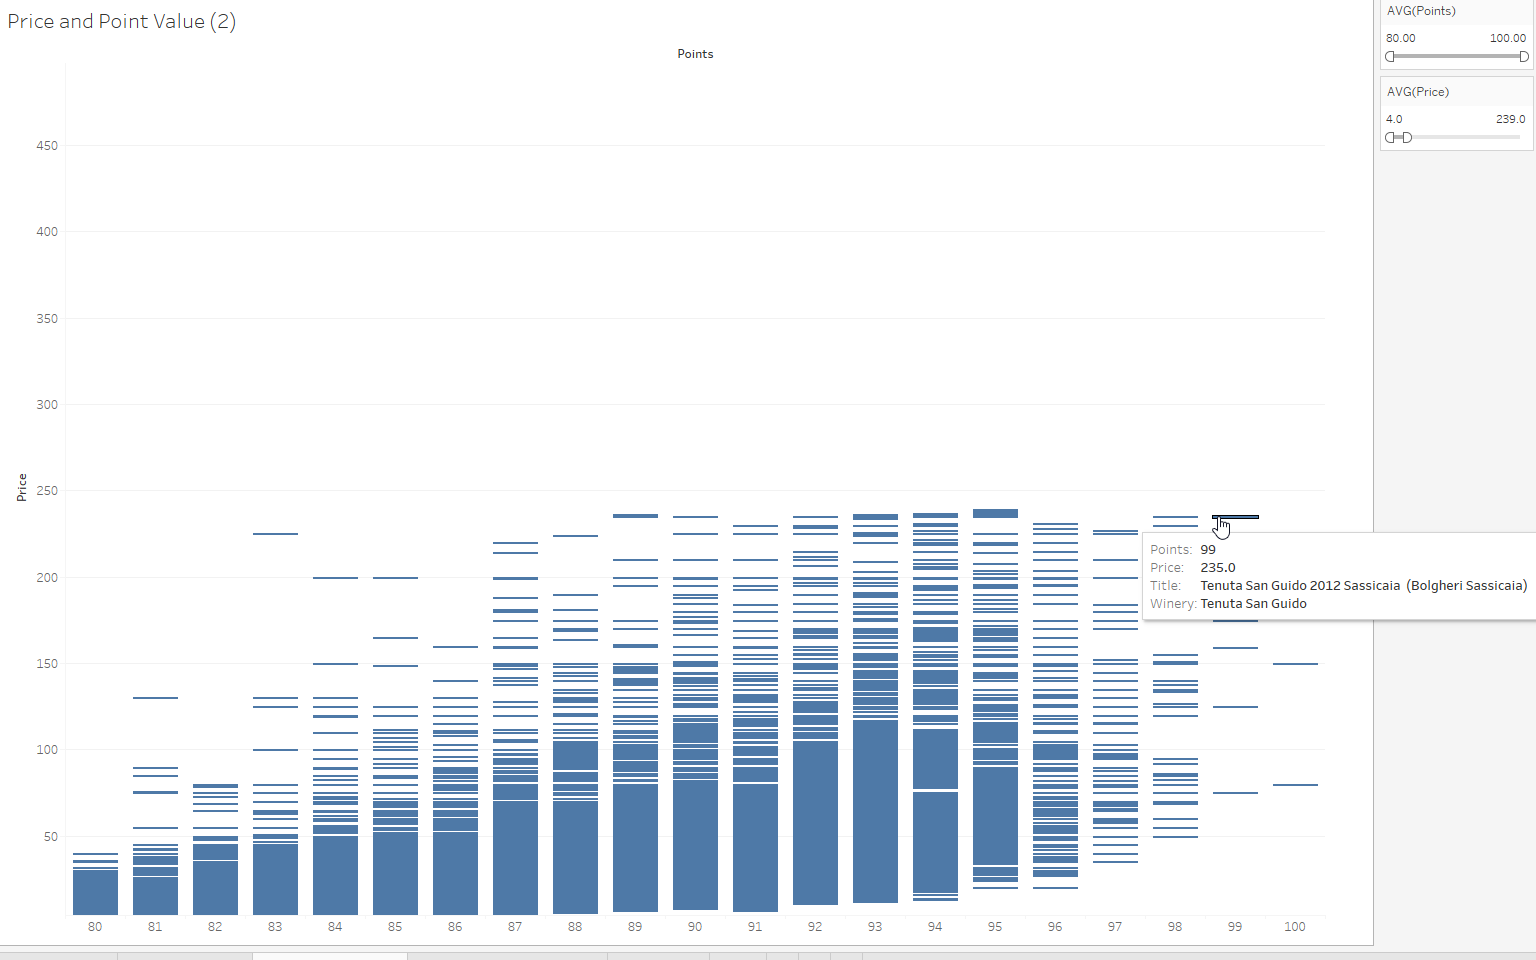 Price and Point Value (2)
Points
450
400
350
300
250
200
150
100
50
Price
80 81 82 83 84 85 86 87 88 89 90 91 92 93 94 95 96 97 98 99 100
Points: 99
Price: 235.0
Title: Tenuta San Guido 2012 Sassicaia (Bolgheri Sassicaia)
Winery: Tenuta San Guido
AVG(Points)
80.00 100.00
AVG(Price)
4.0 239.0